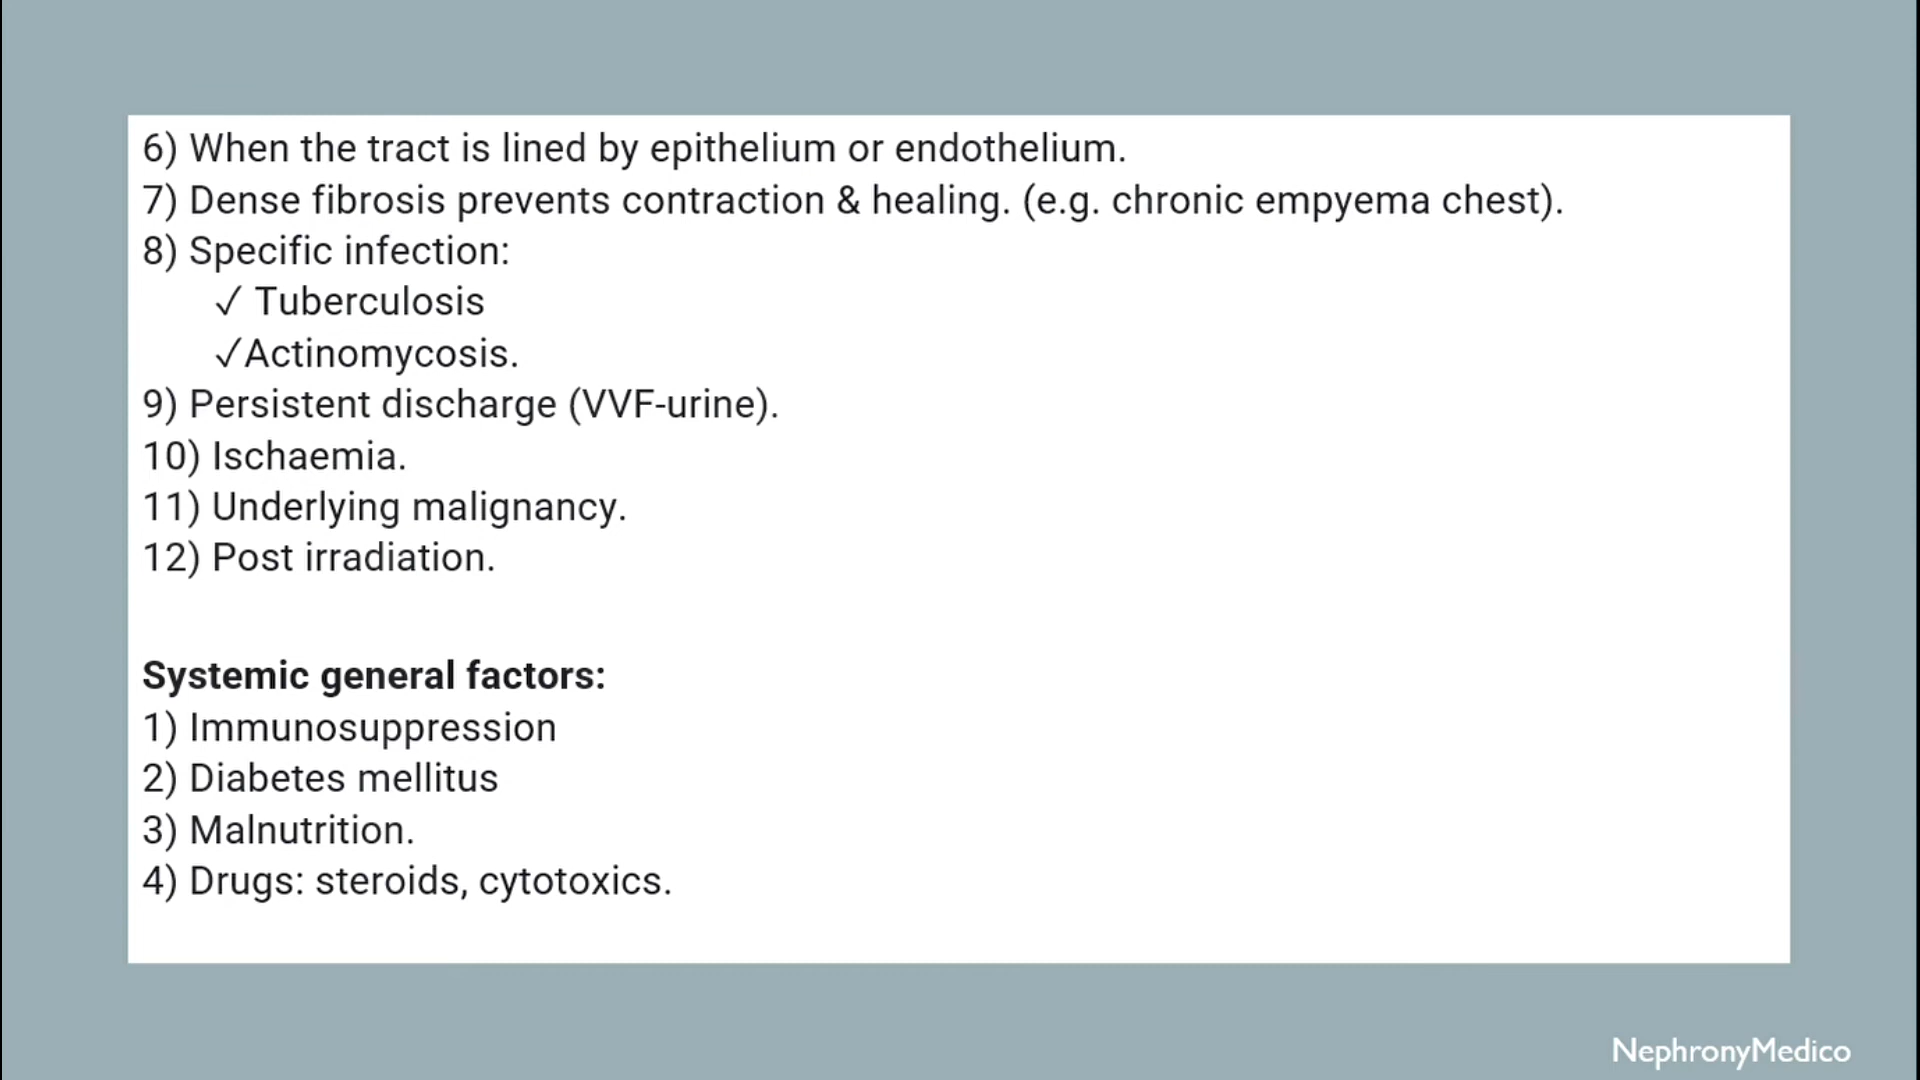 6) When the tract is lined by epithelium or endothelium.
7) Dense fibrosis prevents contraction & healing. (e.g. chronic empyema chest).
8) Specific infection:
✓ Tuberculosis
✓Actinomycosis.
9) Persistent discharge (VVF-urine).
10) Ischaemia.
11) Underlying malignancy.
12) Post irradiation.
Systemic general factors:
1) Immunosuppression
2) Diabetes mellitus
3) Malnutrition.
4) Drugs: steroids, cytotoxics.
NephronyMedico